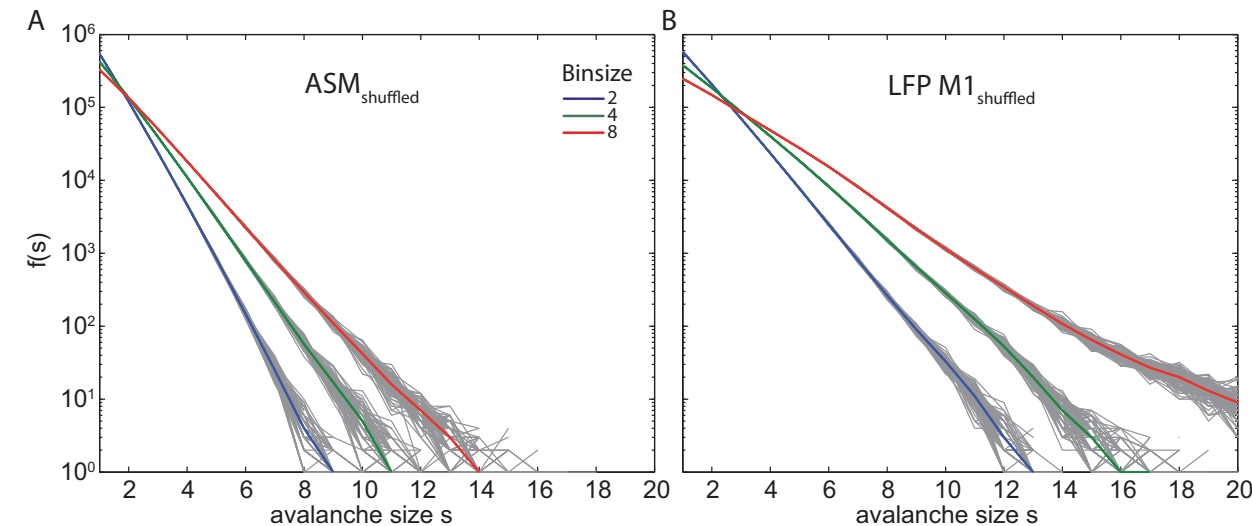 A
B
10^6
10^5
10^4
10^3
10^2
10^1
10^0
f(s)
ASM_shuffled
Binsize
2
4
8
LFP M1_shuffled
2 4 6 8 10 12 14 16 18 20
2 4 6 8 10 12 14 16 18 20
avalanche size s
avalanche size s